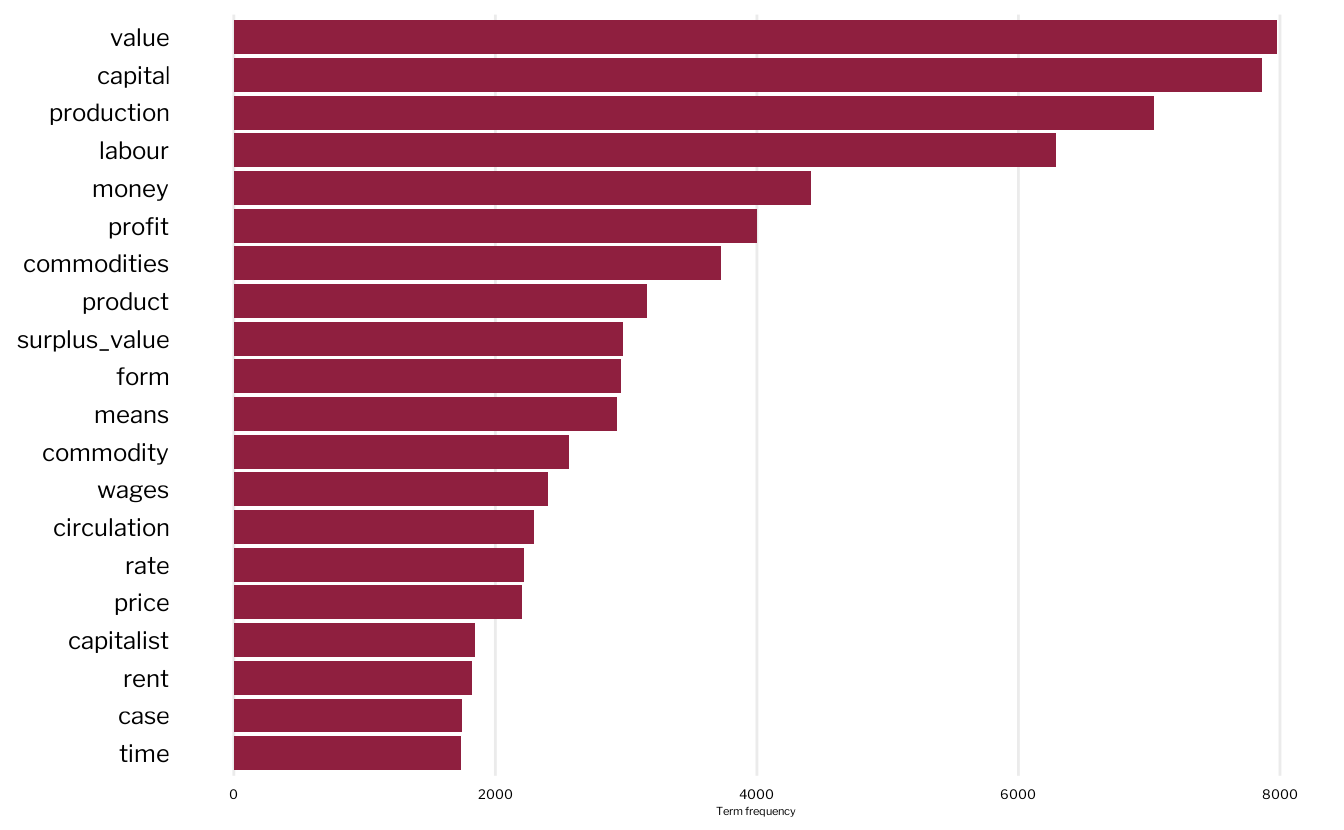 value
capital
production
labour
money
profit
commodities
product
surplus_value
form
means
commodity
wages
circulation
rate
price
capitalist
rent
case
time
0 2000 4000 6000 8000
Term frequency